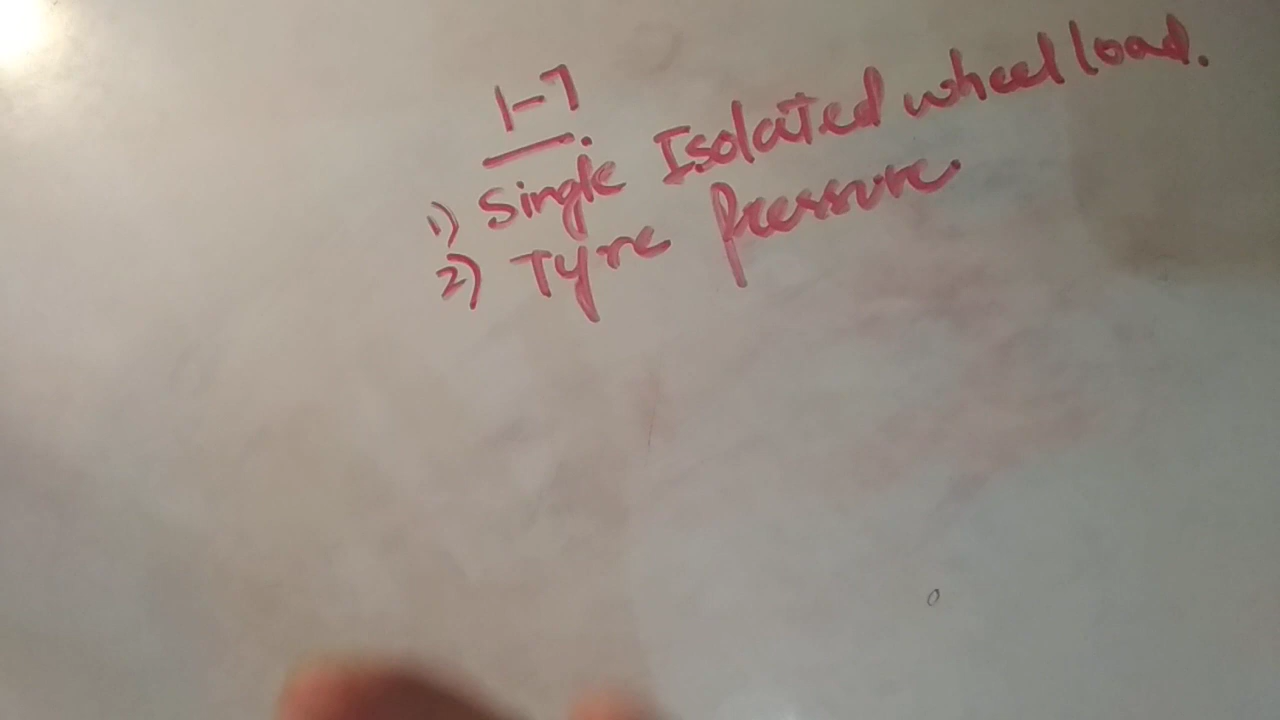 1-7
1) Single Isolated wheel load.
2) Tyre Pressure.